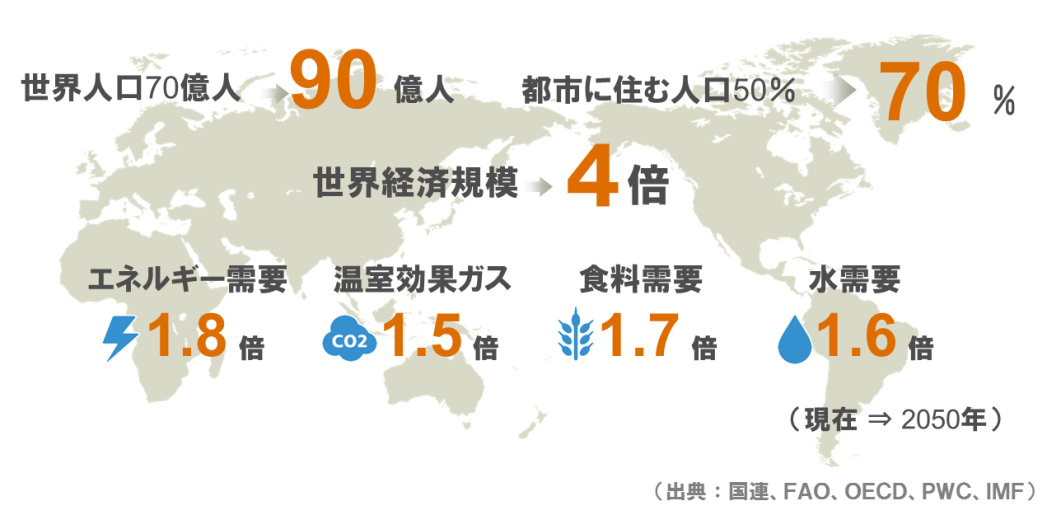 世界人口70億人 90 億人
都市に住む人口50% 70 %
世界経済規模 4 倍
エネルギー需要
1.8 倍
温室効果ガス
CO2 1.5 倍
食料需要
1.7 倍
水需要
1.6 倍
(現在 ⇒ 2050年)
(出典:国連、FAO、OECD、PWC、IMF)